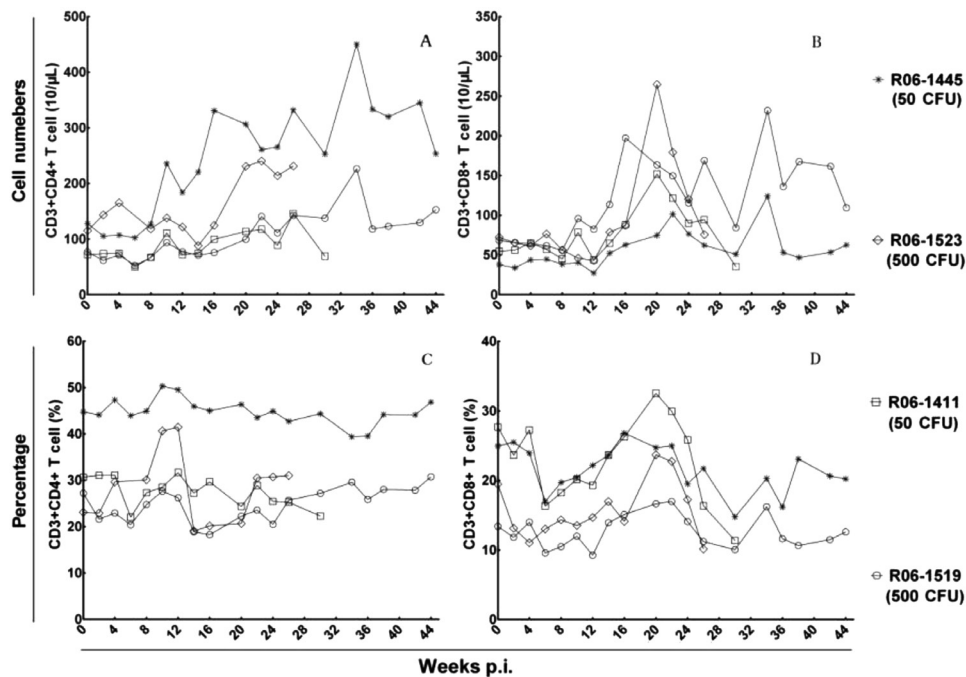 Cell numebers
CD3+CD4+ T cell (10/μL)
500
400
300
200
100
0
A
0 4 8 12 16 20 24 28 32 36 40 44
CD3+CD8+ T cell (10/μL)
350
300
250
200
150
100
50
0
B
0 4 8 12 16 20 24 28 32 36 40 44
R06-1445
(50 CFU)
R06-1523
(500 CFU)
Percentage
CD3+CD4+ T cell (%)
60
50
40
30
20
10
0
C
0 4 8 12 16 20 24 28 32 36 40 44
CD3+CD8+ T cell (%)
40
30
20
10
0
D
0 4 8 12 16 20 24 28 32 36 40 44
R06-1411
(50 CFU)
R06-1519
(500 CFU)
Weeks p.i.